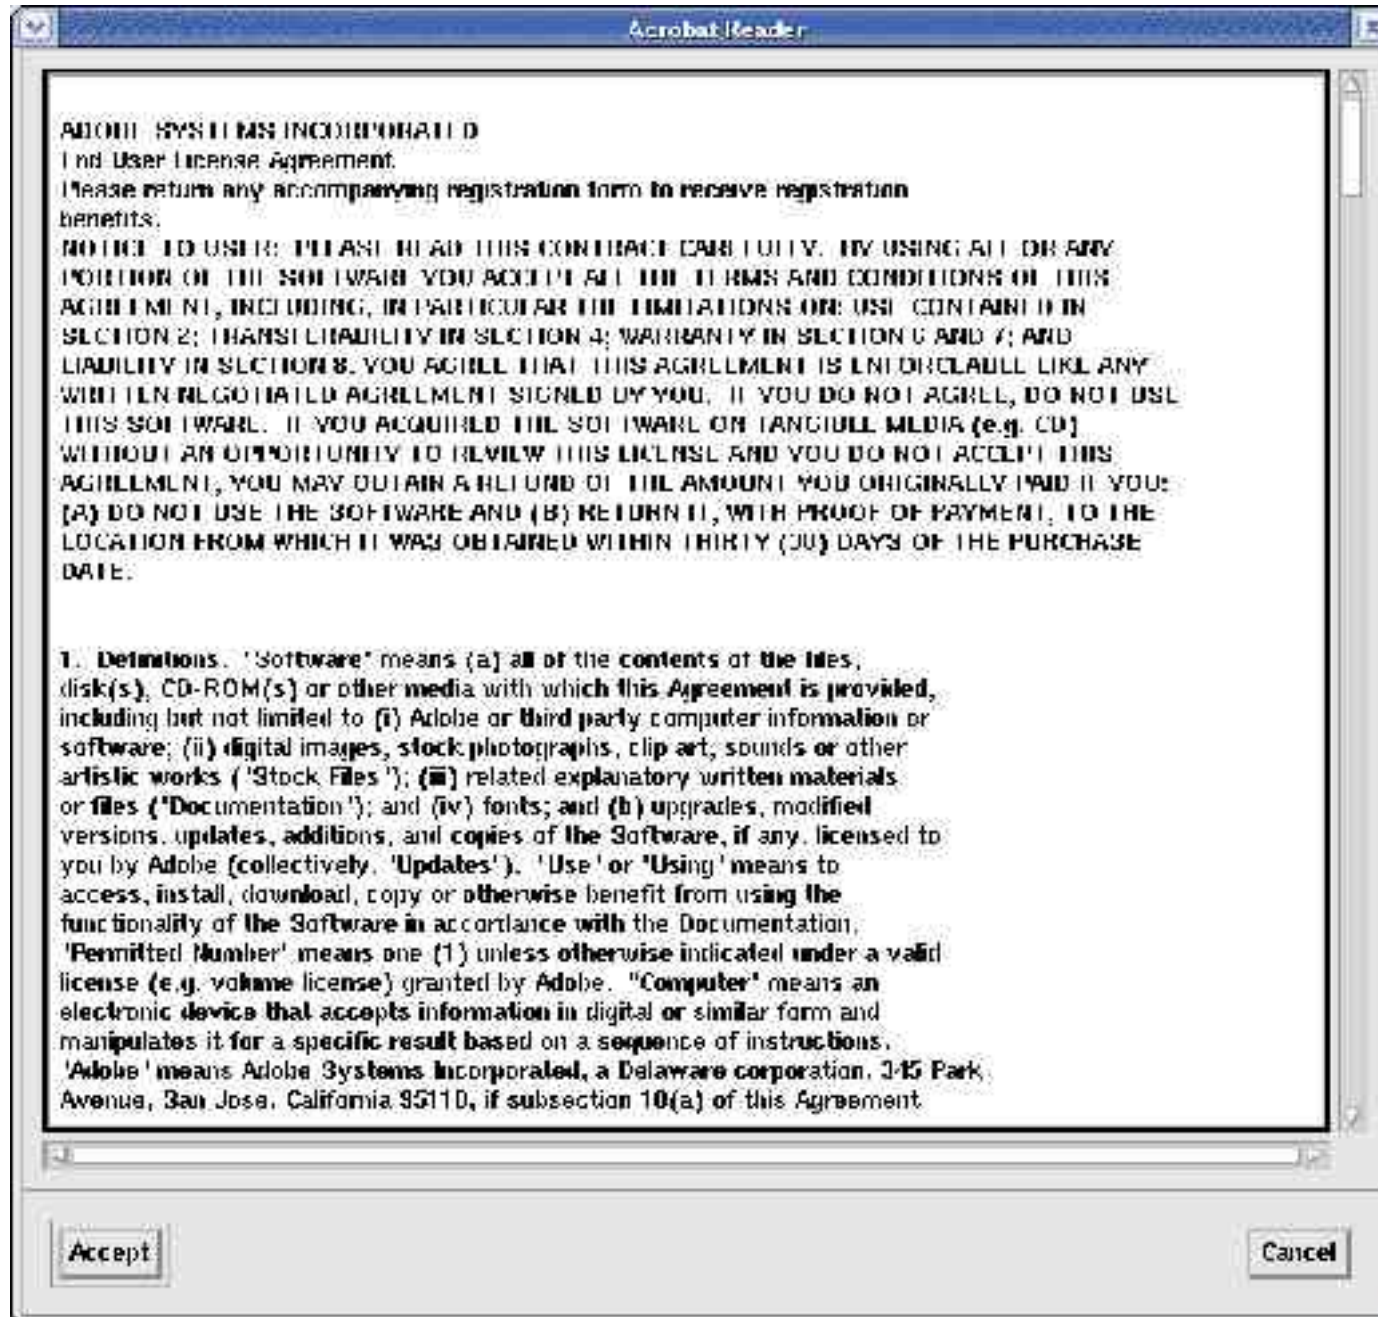 Acrobat Reader
ADOBE SYSTEMS INCORPORATED
End User License Agreement
Please return any accompanying registration form to receive registration
benefits.
NOTICE TO USER: PLEASE READ THIS CONTRACT CAREFULLY. BY USING ALL OR ANY
PORTION OF THE SOFTWARE YOU ACCEPT ALL THE TERMS AND CONDITIONS OF THIS
AGREEMENT, INCLUDING, IN PARTICULAR THE LIMITATIONS ON: USE CONTAINED IN
SECTION 2; TRANSFERABILITY IN SECTION 4; WARRANTY IN SECTION 6 AND 7; AND
LIABILITY IN SECTION 8. YOU AGREE THAT THIS AGREEMENT IS ENFORCEABLE LIKE ANY
WRITTEN NEGOTIATED AGREEMENT SIGNED BY YOU. IF YOU DO NOT AGREE, DO NOT USE
THIS SOFTWARE. IF YOU ACQUIRED THE SOFTWARE ON TANGIBLE MEDIA (e.g. CD)
WITHOUT AN OPPORTUNITY TO REVIEW THIS LICENSE AND YOU DO NOT ACCEPT THIS
AGREEMENT, YOU MAY OBTAIN A REFUND OF THE AMOUNT YOU ORIGINALLY PAID IF YOU:
(A) DO NOT USE THE SOFTWARE AND (B) RETURN IT, WITH PROOF OF PAYMENT, TO THE
LOCATION FROM WHICH IT WAS OBTAINED WITHIN THIRTY (30) DAYS OF THE PURCHASE
DATE.
1. Definitions. "Software" means (a) all of the contents of the files,
disk(s), CD-ROM(s) or other media with which this Agreement is provided,
including but not limited to (i) Adobe or third party computer information or
software; (ii) digital images, stock photographs, clip art, sounds or other
artistic works ("Stock Files"); (iii) related explanatory written materials
or files ("Documentation"); and (iv) fonts; and (b) upgrades, modified
versions, updates, additions, and copies of the Software, if any, licensed to
you by Adobe (collectively, "Updates"). "Use" or "Using" means to
access, install, download, copy or otherwise benefit from using the
functionality of the Software in accordance with the Documentation.
"Permitted Number" means one (1) unless otherwise indicated under a valid
license (e.g. volume license) granted by Adobe. "Computer" means an
electronic device that accepts information in digital or similar form and
manipulates it for a specific result based on a sequence of instructions.
"Adobe" means Adobe Systems Incorporated, a Delaware corporation, 345 Park
Avenue, San Jose, California 95110, if subsection 10(a) of this Agreement
Accept
Cancel